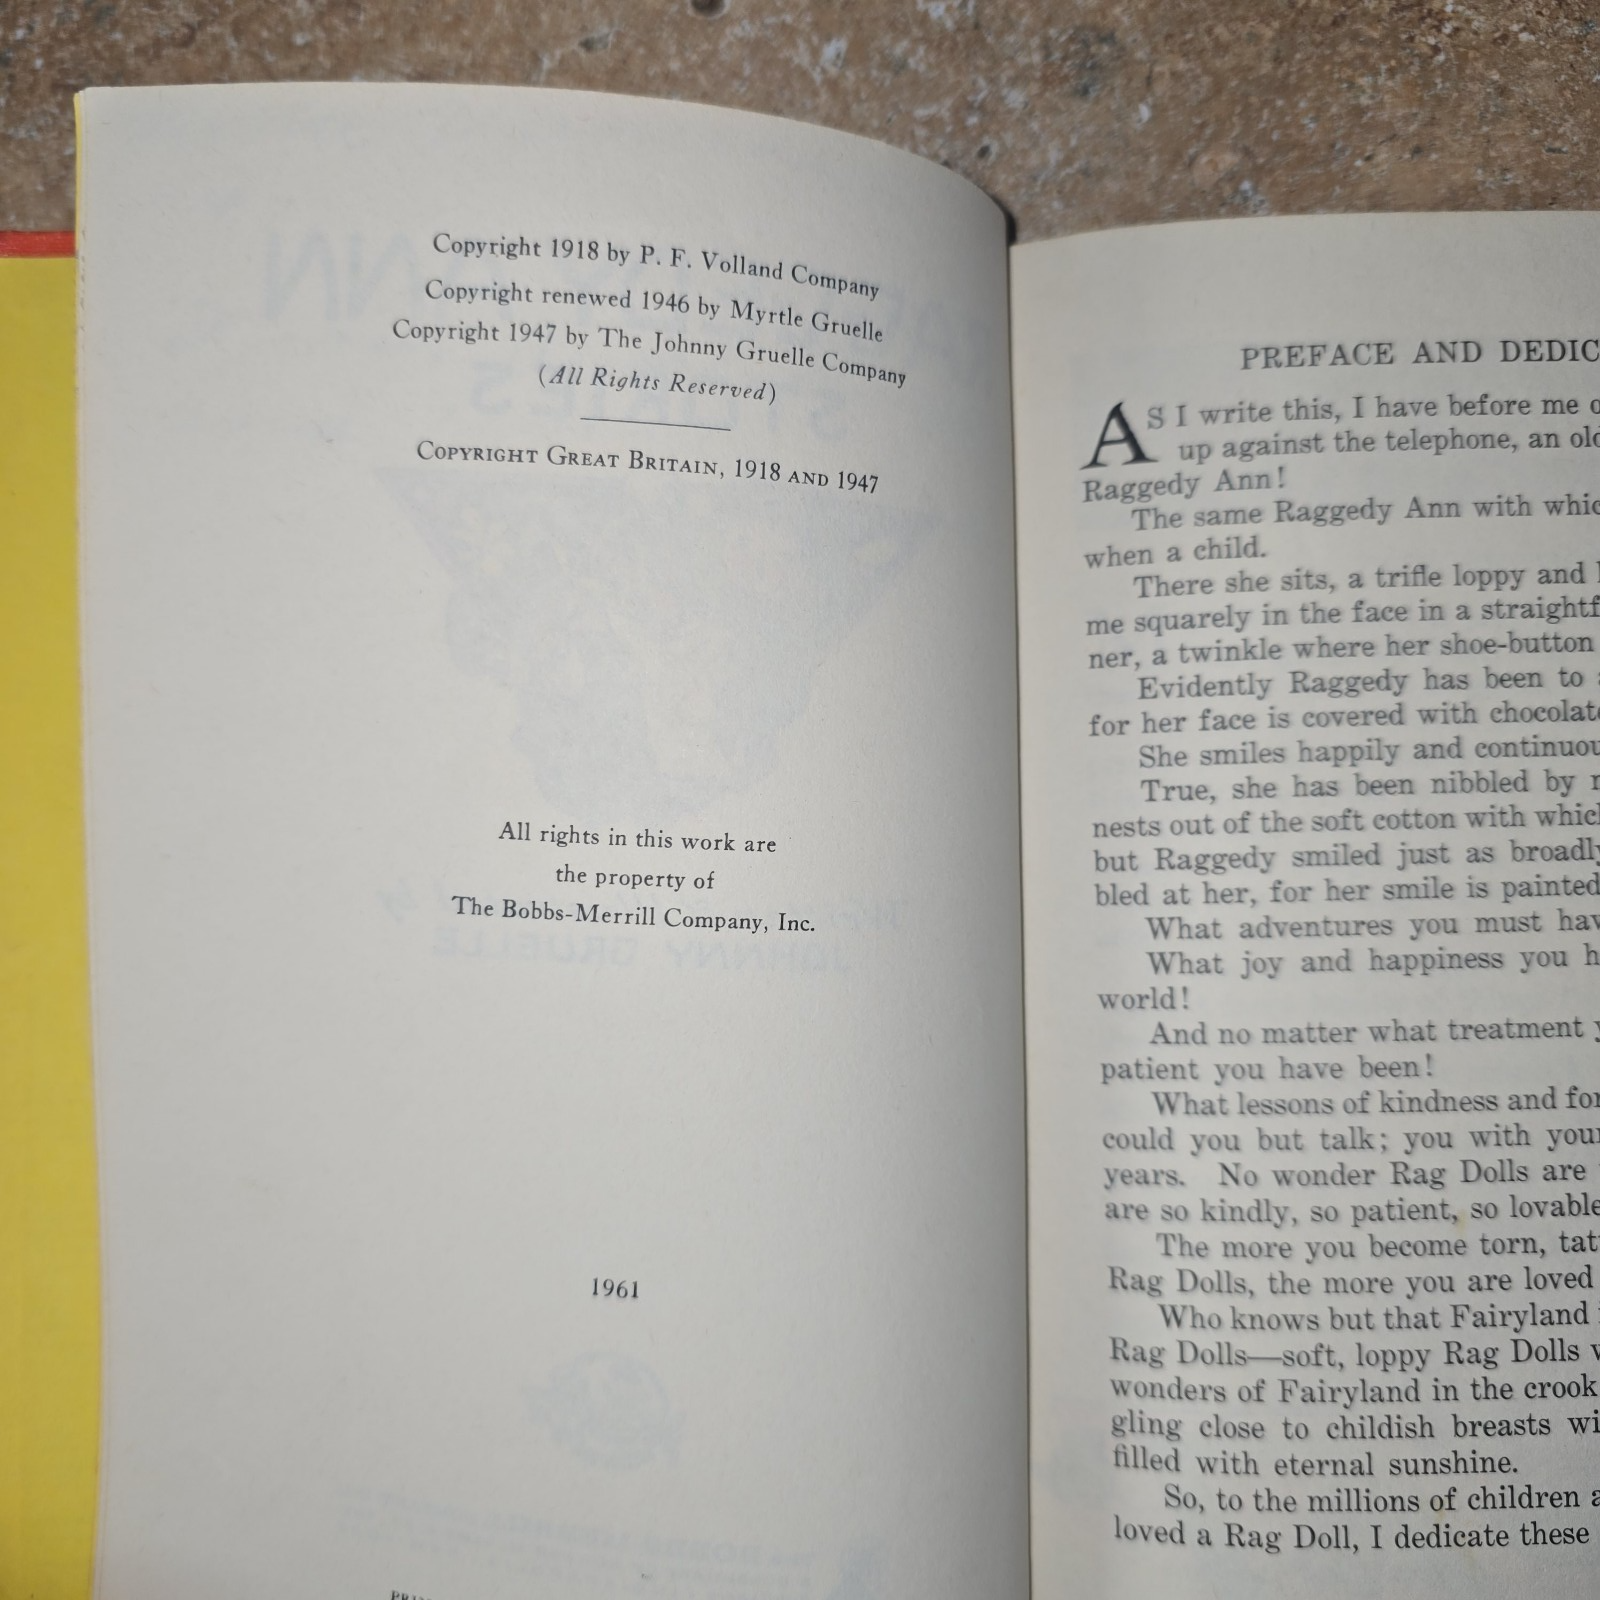 Copyright 1918 by P. F. Volland Company
Copyright renewed 1946 by Myrtle Gruelle
Copyright 1947 by The Johnny Gruelle Company
(All Rights Reserved)
COPYRIGHT GREAT BRITAIN, 1918 AND 1947
All rights in this work are
the property of
The Bobbs-Merrill Company, Inc.
1961
PREFACE AND DEDIC
AS I write this, I have before me
up against the telephone, an old
Raggedy Ann!
The same Raggedy Ann with whic
when a child.
There she sits, a trifle loppy and
me squarely in the face in a straightf
ner, a twinkle where her shoe-button
Evidently Raggedy has been to
for her face is covered with chocolate
She smiles happily and continuou
True, she has been nibbled by
nests out of the soft cotton with which
but Raggedy smiled just as broadly
bled at her, for her smile is painted
What adventures you must hav
What joy and happiness you h
world!
And no matter what treatment y
patient you have been!
What lessons of kindness and for
could you but talk; you with your
years. No wonder Rag Dolls are
are so kindly, so patient, so lovable
The more you become torn, tat
Rag Dolls, the more you are loved
Who knows but that Fairyland
Rag Dolls—soft, loppy Rag Dolls
wonders of Fairyland in the crook
gling close to childish breasts wi
filled with eternal sunshine.
So, to the millions of children a
loved a Rag Doll, I dedicate these